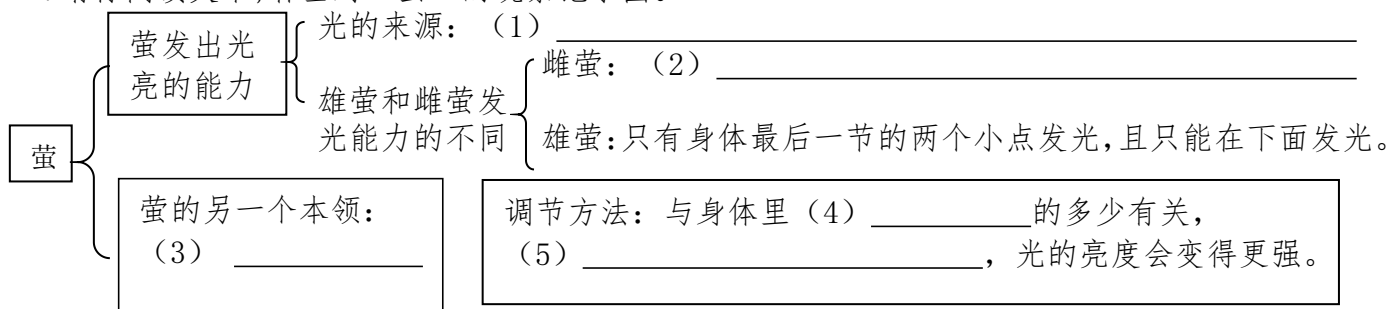 萤
萤发出光
亮的能力
光的来源：（1）
雄萤和雌萤发
光能力的不同
雌萤：（2）
雄萤：只有身体最后一节的两个小点发光，且只能在下面发光。
萤的另一个本领：
（3）
调节方法：与身体里（4）的多少有关，
（5），光的亮度会变得更强。